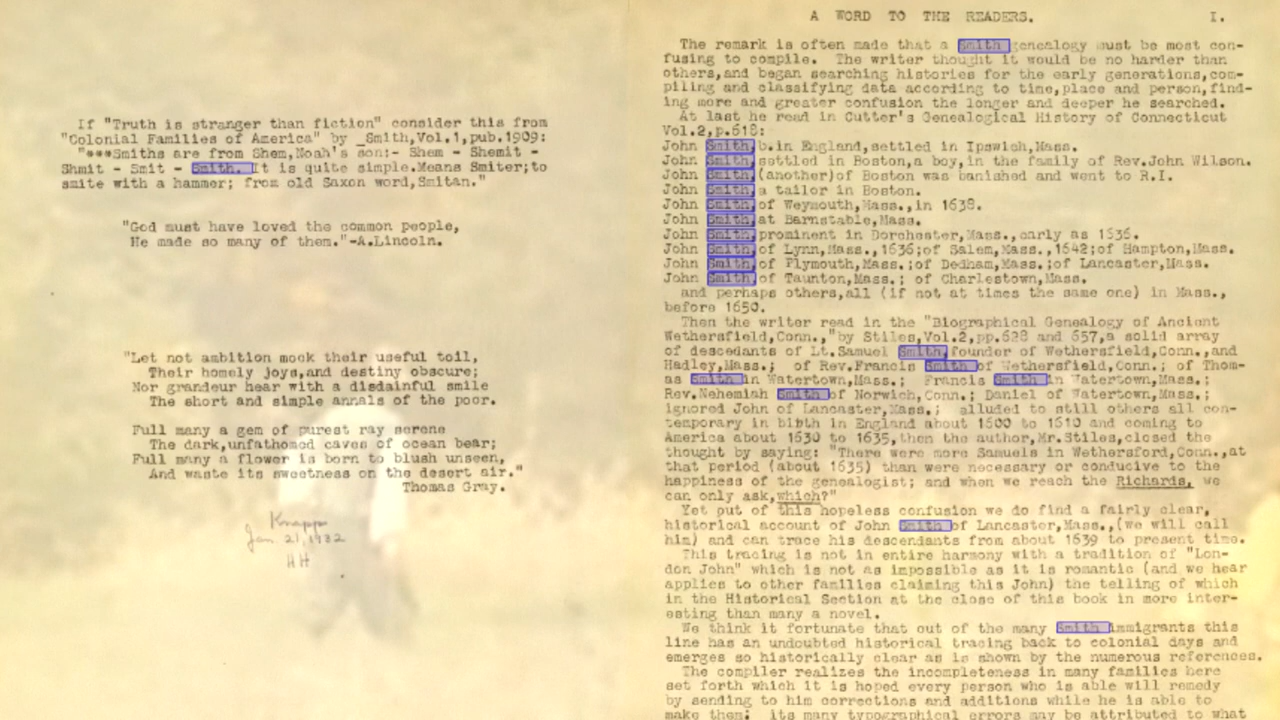 If "Truth is stranger than fiction" consider this from
"Colonial Families of America" by _Smith,Vol.1,pub.1909:
"***Smiths are from Shem,Noah's son:- Shem - Shemit -
Shmit - Smit - Smith. It is quite simple.Means Smiter;to
smite with a hammer; from old Saxon word,Smitan."
"God must have loved the common people,
He made so many of them."-A.Lincoln.
"Let not ambition mock their useful toil,
Their homely joys,and destiny obscure;
Nor grandeur hear with a disdainful smile
The short and simple annals of the poor.
Full many a gem of purest ray serene
The dark,unfathomed caves of ocean bear;
Full many a flower is born to blush unseen,
And waste its sweetness on the desert air."
Thomas Gray.
Knapp
Jan. 21, 1932
HH
A WORD TO THE READERS. I.
The remark is often made that a Smith genealogy must be most con-
fusing to compile. The writer thought it would be no harder than
others,and began searching histories for the early generations,com-
piling and classifying data according to time,place and person,find-
ing more and greater confusion the longer and deeper he searched.
At last he read in Cutter's Genealogical History of Connecticut
Vol.2,p.618:
John Smith, b.in England,settled in Ipswich,Mass.
John Smith, settled in Boston,a boy,in the family of Rev.John Wilson.
John Smith,(another)of Boston was banished and went to R.I.
John Smith,a tailor in Boston.
John Smith,of Weymouth,Mass.,in 1638.
John Smith,at Barnstable,Mass.
John Smith,prominent in Dorchester,Mass.,early as 1636.
John Smith,of Lynn,Mass.,1636;of Salem,Mass.,1642;of Hampton,Mass.
John Smith,of Plymouth,Mass.;of Dedham,Mass.;of Lancaster,Mass.
John Smith,of Taunton,Mass.; of Charlestown,Mass.
and perhaps others,all (if not at times the same one) in Mass.,
before 1650.
Then the writer read in the "Biographical Genealogy of Ancient
Wethersfield,Conn.,"by Stiles,Vol.2,pp.628 and 657,a solid array
of descedants of Lt.Samuel Smith,founder of Wethersfield,Conn.,and
Hadley,Mass.; of Rev.Francis Smith of Wethersfield,Conn.; of Thom-
as Smith in Watertown,Mass.; Francis Smith in Watertown,Mass.;
Rev.Nehemiah Smith of Norwich,Conn.; Daniel of Watertown,Mass.;
ignored John of Lancaster,Mass.; alluded to still others all con-
temporary in birth in England about 1600 to 1610 and coming to
America about 1630 to 1635,then the author,Mr.Stiles,closed the
thought by saying: "There were more Samuels in Wethersford,Conn.,at
that period (about 1635) than were necessary or conducive to the
happiness of the genealogist; and when we reach the Richards, we
can only ask,which?"
Yet put of this hopeless confusion we do find a fairly clear,
historical account of John Smith of Lancaster,Mass.,(we will call
him) and can trace his descendants from about 1639 to present time.
This tracing is not in entire harmony with a tradition of "Lon-
don John" which is not as impossible as it is romantic (and we hear
applies to other families claiming this John) the telling of which
in the Historical Section at the close of this book in more inter-
esting than many a novel.
We think it fortunate that out of the many Smith immigrants this
line has an undoubted historical tracing back to colonial days and
emerges so historically clear as is shown by the numerous references.
The compiler realizes the incompleteness in many families here
set forth which it is hoped every person who is able will remedy
by sending to him corrections and additions while he is able to
make them; its many typographical errors may be attributed to what